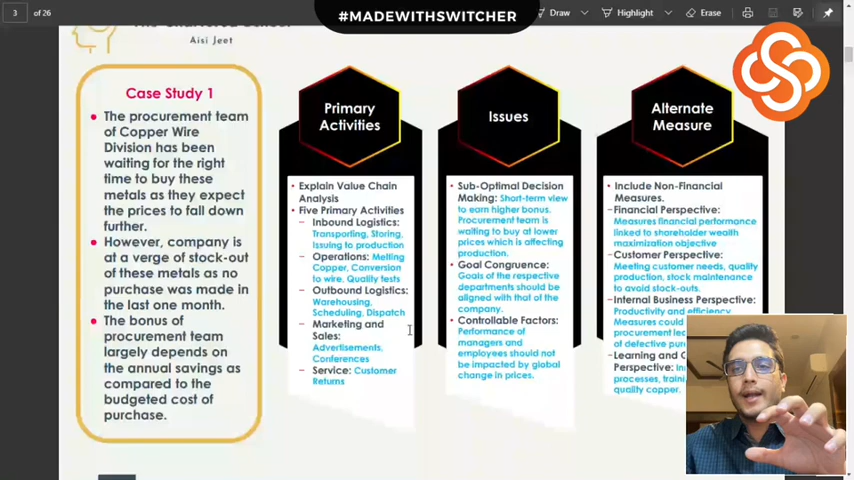 3 of 26
#MADEWITHSWITCHER
Draw
Highlight
Erase
Aisi Jeet
Case Study 1
• The procurement team
of Copper Wire
Division has been
waiting for the right
time to buy these
metals as they expect
the prices to fall down
further.
• However, company is
at a verge of stock-out
of these metals as no
purchase was made in
the last one month.
• The bonus of
procurement team
largely depends on
the annual savings as
compared to the
budgeted cost of
purchase.
Primary
Activities
• Explain Value Chain
Analysis
• Five Primary Activities
– Inbound Logistics:
Transporting, Storing,
Issuing to production
– Operations: Melting
Copper, Conversion
to wire, Quality tests
– Outbound Logistics:
Warehousing,
Scheduling, Dispatch
– Marketing and
Sales:
Advertisements,
Conferences
– Service: Customer
Returns
Issues
• Sub-Optimal Decision
Making: Short-term view
to earn higher bonus.
Procurement team is
waiting to buy at lower
prices which is affecting
production.
• Goal Congruence:
Goals of the respective
departments should be
aligned with that of the
company.
• Controllable Factors:
Performance of
managers and
employees should not
be impacted by global
change in prices.
Alternate
Measure
• Include Non-Financial
Measures.
– Financial Perspective:
Measures financial performance
linked to shareholder wealth
maximization objective
– Customer Perspective:
Meeting customer needs, quality
production, stock maintenance
to avoid stock-outs.
– Internal Business Perspective:
Productivity and efficiency
Measures could
procurement
of defective
– Learning and
Perspective:
processes,
quality copper.